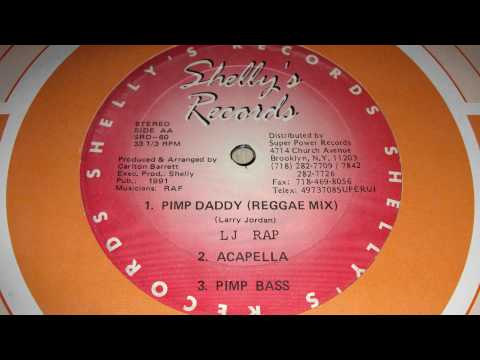 Shelly's
Records
STEREO
SIDE AA
SRD-60
33 1/3 RPM
Produced & Arranged by
Carlton Barrett
Exec. Prod.: Shelly
Pub., 1991
Musicians: RAF
Distributed by
Super Power Records
4714 Church Avenue
Brooklyn, N.Y. 11203
(718) 282-7709 / 7842
282-7726
Fax: 718-469-8056
Telex: 4973708SUPERUI
1. PIMP DADDY (REGGAE MIX)
(Larry Jordan)
LJ RAP
2. ACAPELLA
3. PIMP BASS
SHELLY'S RECORDS
SHELLY'S RECORDS